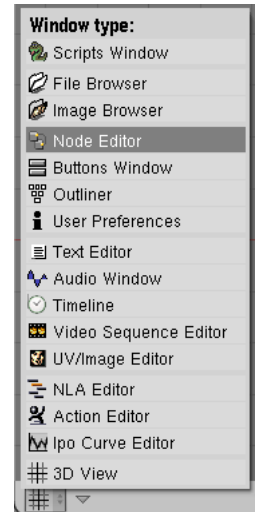 Window type:
Scripts Window
File Browser
Image Browser
Node Editor
Buttons Window
Outliner
User Preferences
Text Editor
Audio Window
Timeline
Video Sequence Editor
UV/Image Editor
NLA Editor
Action Editor
Ipo Curve Editor
3D View